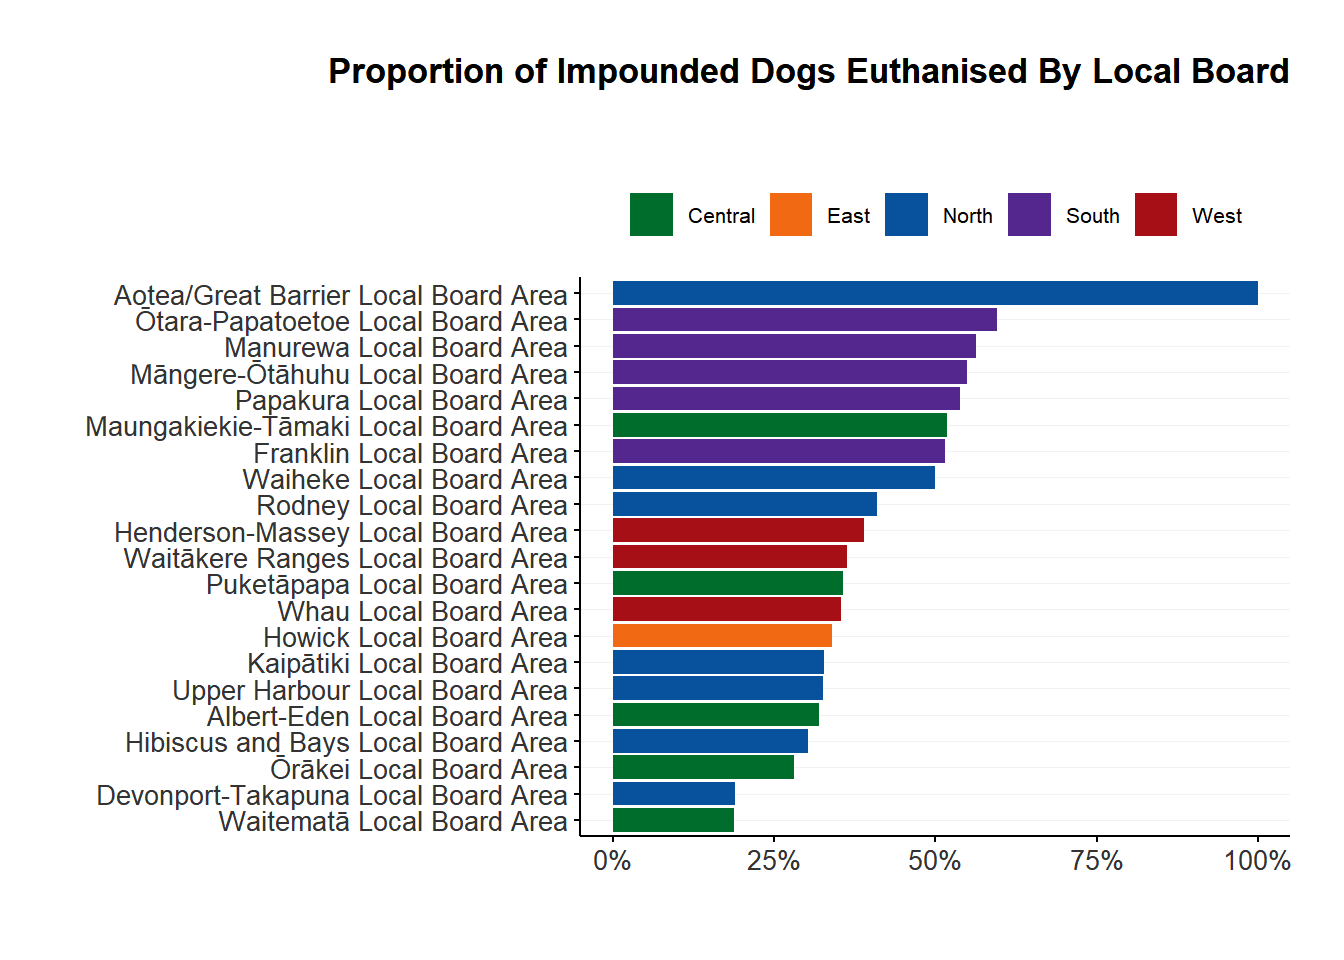 Proportion of Impounded Dogs Euthanised By Local Board
Central East North South West
Aotea/Great Barrier Local Board Area
Ōtara-Papatoetoe Local Board Area
Manurewa Local Board Area
Māngere-Ōtāhuhu Local Board Area
Papakura Local Board Area
Maungakiekie-Tāmaki Local Board Area
Franklin Local Board Area
Waiheke Local Board Area
Rodney Local Board Area
Henderson-Massey Local Board Area
Waitākere Ranges Local Board Area
Puketāpapa Local Board Area
Whau Local Board Area
Howick Local Board Area
Kaipātiki Local Board Area
Upper Harbour Local Board Area
Albert-Eden Local Board Area
Hibiscus and Bays Local Board Area
Ōrākei Local Board Area
Devonport-Takapuna Local Board Area
Waitematā Local Board Area
0% 25% 50% 75% 100%